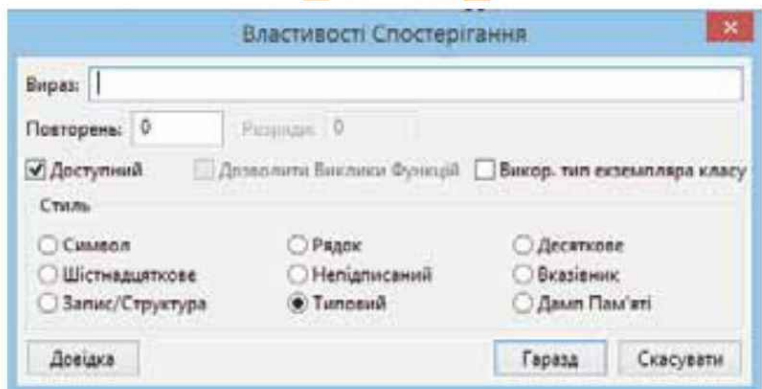 Властивості Спостерігання
Вираз:
Повторень: 0 Розряди: 0
Доступний Дозволити Виклики Функцій Викор. тип екземпляра класу
Стиль
Символ Рядок Десяткове
Шістнадцяткове Непідписаний Вказівник
Запис/Структура Типовий Дамп Пам'яті
Довідка Гаразд Скасувати